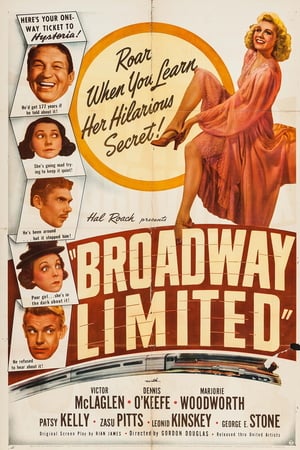 HERE'S YOUR ONE-
WAY TICKET TO
Hysteria!
He'd get 177 years if
he told about it!
She's going mad try-
ing to keep it quiet!
He's been around
but it stopped him!
Poor girl...she's in
the dark about it!
He refused
to hear about it!
Roar
When You Learn
Her Hilarious
Secret!
Hal Roach presents
"BROADWAY
LIMITED"
with
VICTOR
McLAGLEN
DENNIS
O'KEEFE
MARJORIE
WOODWORTH
PATSY KELLY
ZASU PITTS
LEONID KINSKEY
GEORGE E. STONE
Original Screen Play by RIAN JAMES
Directed by GORDON DOUGLAS
Released thru United Artists